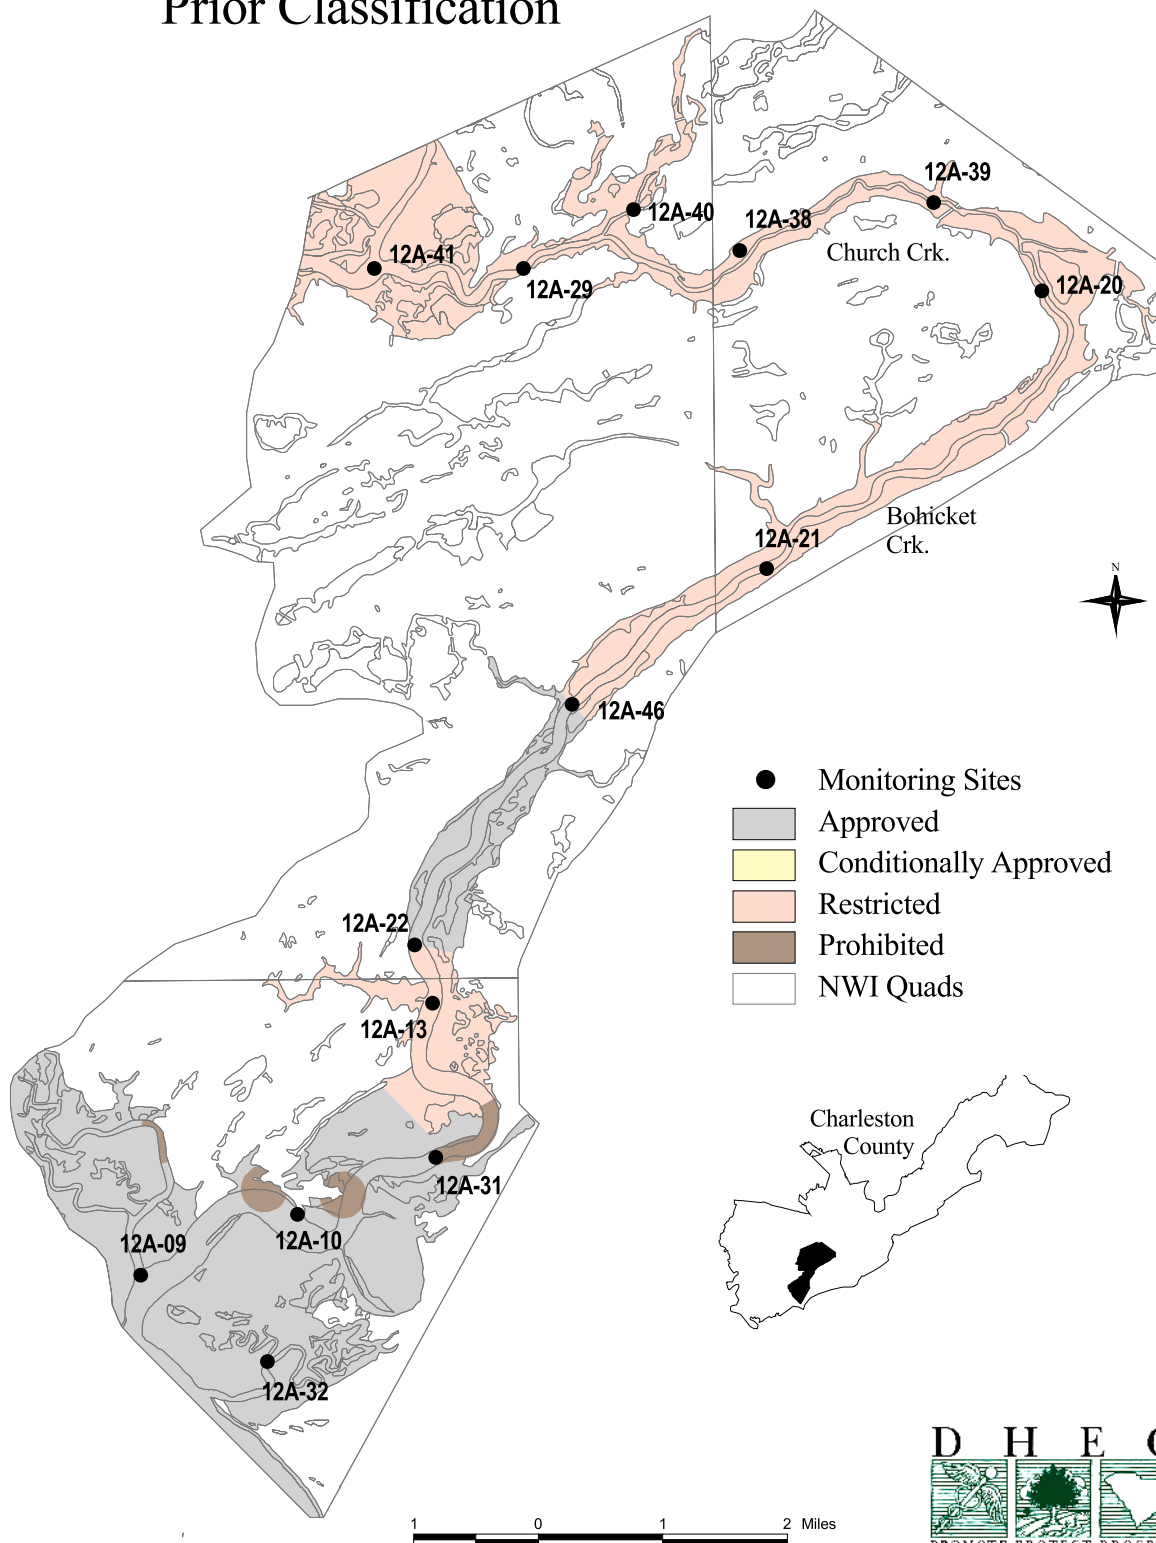 Prior Classification
12A-39
12A-40
12A-38
12A-41
Church Crk.
12A-29
12A-20
Bohicket
Crk.
12A-21
N
12A-46
Monitoring Sites
Approved
Conditionally Approved
Restricted
Prohibited
NWI Quads
12A-22
12A-13
Charleston
County
12A-31
12A-10
12A-09
12A-32
D H E C
1 0 1 2 Miles